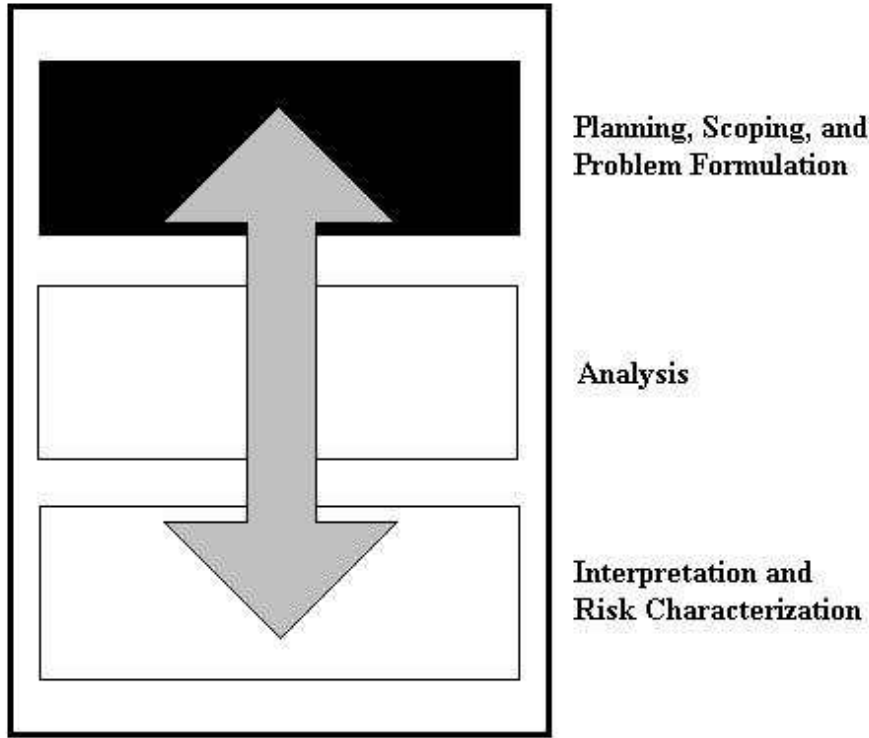 Planning, Scoping, and
Problem Formulation
Analysis
Interpretation and
Risk Characterization